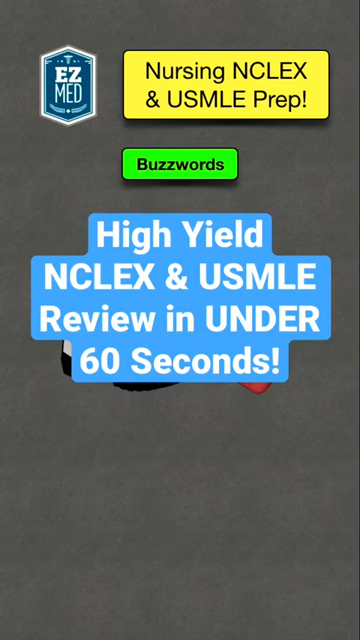 EZ
MED
Nursing NCLEX
& USMLE Prep!
Buzzwords
High Yield
NCLEX & USMLE
Review in UNDER
60 Seconds!